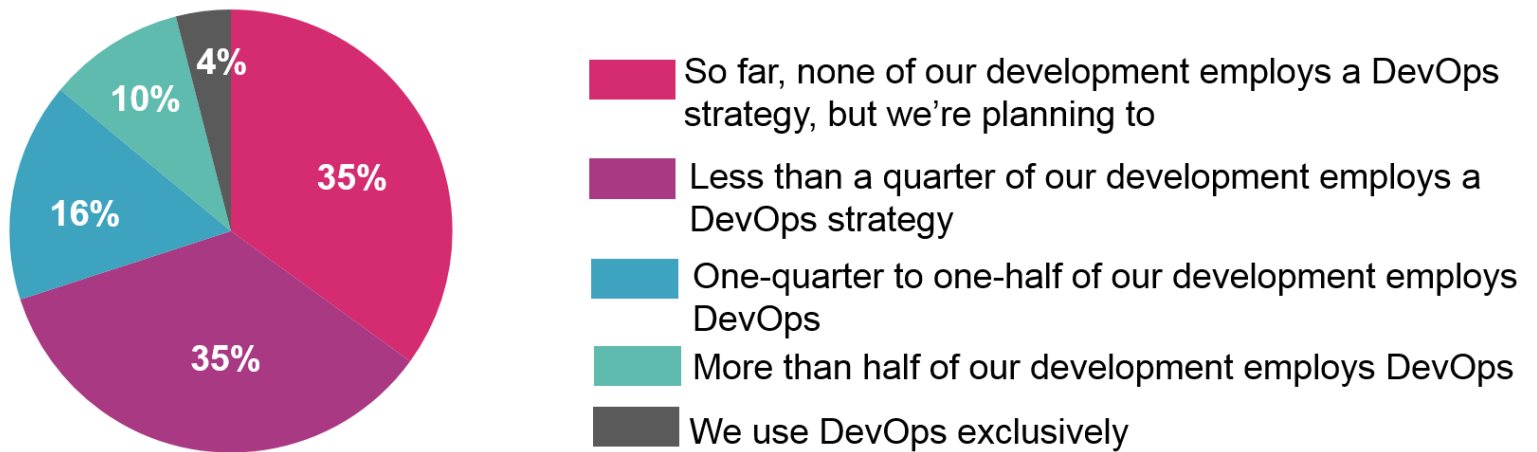 4%
10%
35%
16%
35%
So far, none of our development employs a DevOps
strategy, but we’re planning to
Less than a quarter of our development employs a
DevOps strategy
One-quarter to one-half of our development employs
DevOps
More than half of our development employs DevOps
We use DevOps exclusively